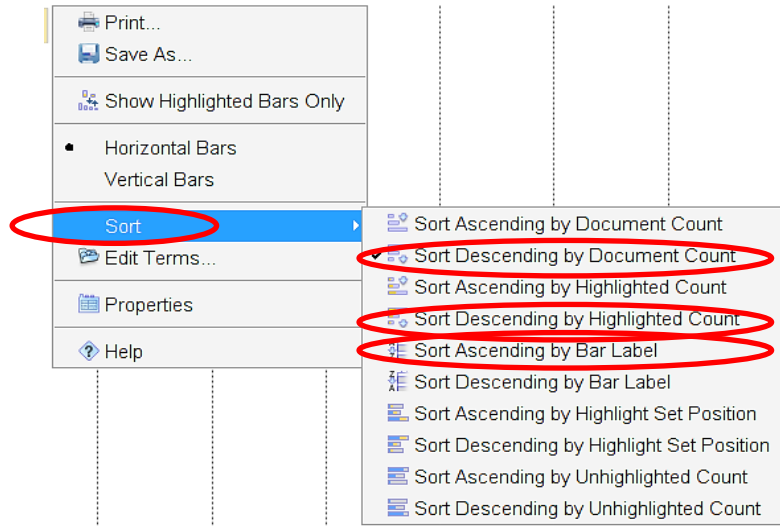 Print...
Save As...
Show Highlighted Bars Only
Horizontal Bars
Vertical Bars
Sort
Edit Terms...
Properties
Help
Sort Ascending by Document Count
Sort Descending by Document Count
Sort Ascending by Highlighted Count
Sort Descending by Highlighted Count
Sort Ascending by Bar Label
Sort Descending by Bar Label
Sort Ascending by Highlight Set Position
Sort Descending by Highlight Set Position
Sort Ascending by Unhighlighted Count
Sort Descending by Unhighlighted Count